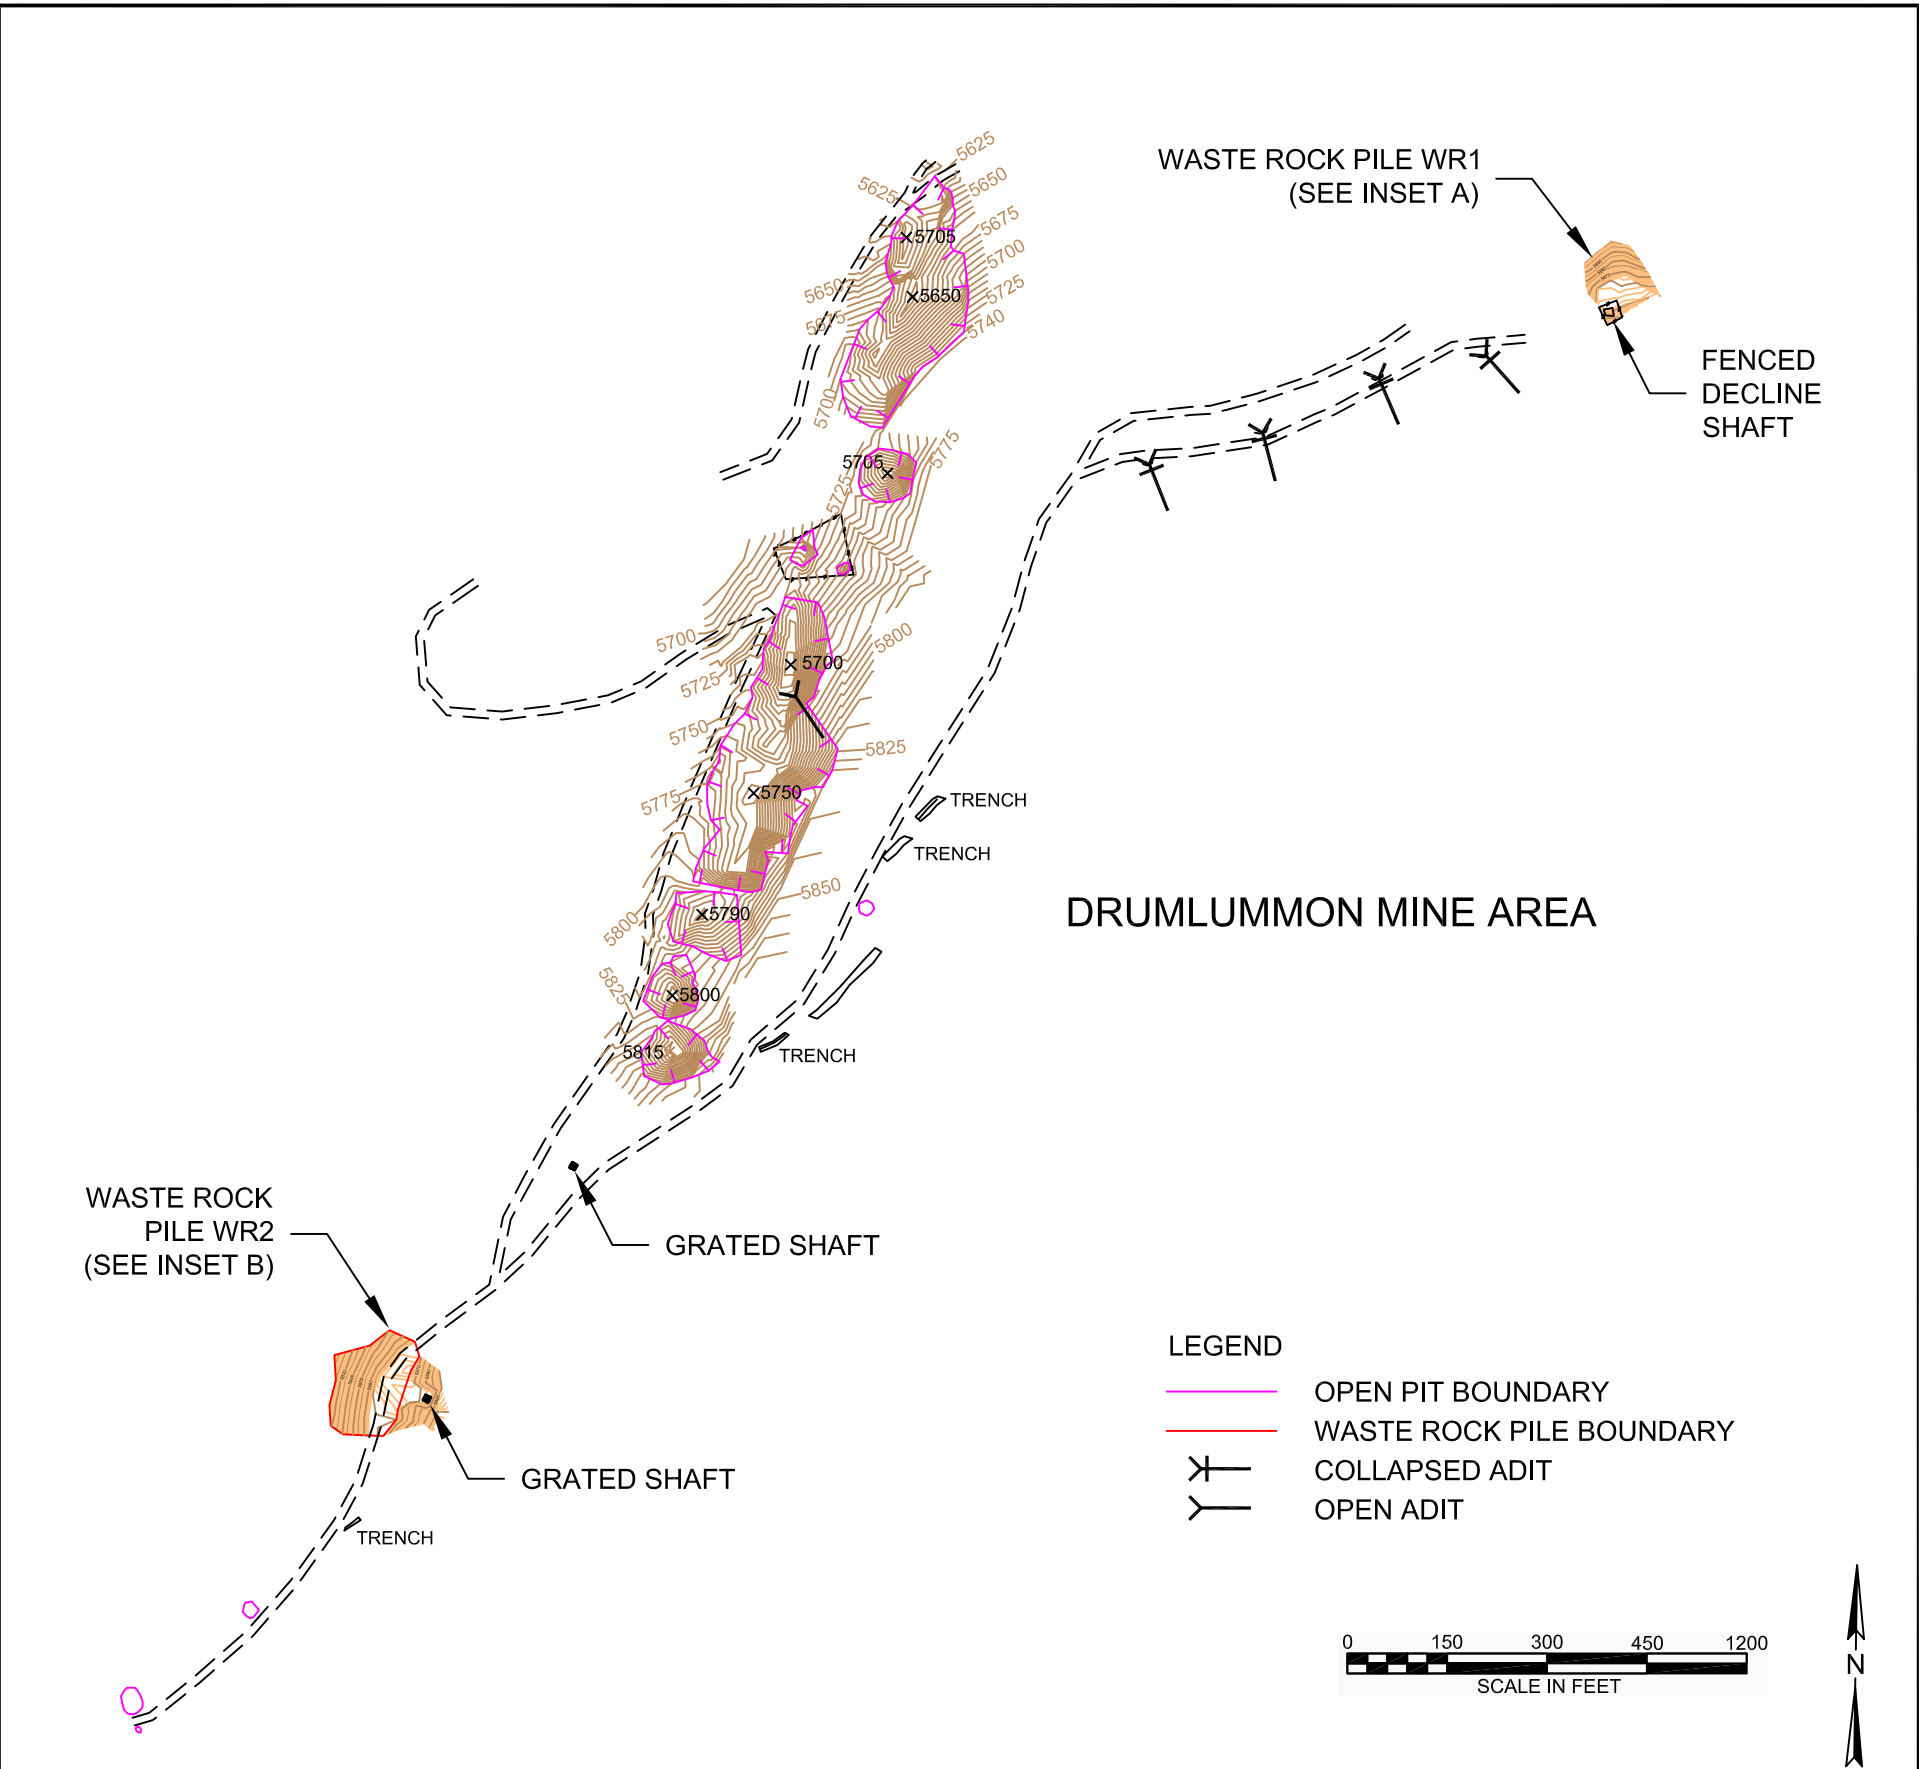 5625
WASTE ROCK PILE WR1
(SEE INSET A)
5625
5650
5675
5705
5700
5650
5725
5650
5675
5740
FENCED
DECLINE
SHAFT
5700
5775
5705
5725
5700
5800
5700
5725
5750
5825
5775
5750
TRENCH
TRENCH
5850
5790
DRUMLUMMON MINE AREA
5800
5825
5800
5815
TRENCH
WASTE ROCK
PILE WR2
(SEE INSET B)
GRATED SHAFT
GRATED SHAFT
TRENCH
LEGEND
OPEN PIT BOUNDARY
WASTE ROCK PILE BOUNDARY
COLLAPSED ADIT
OPEN ADIT
0 150 300 450 1200
SCALE IN FEET
N